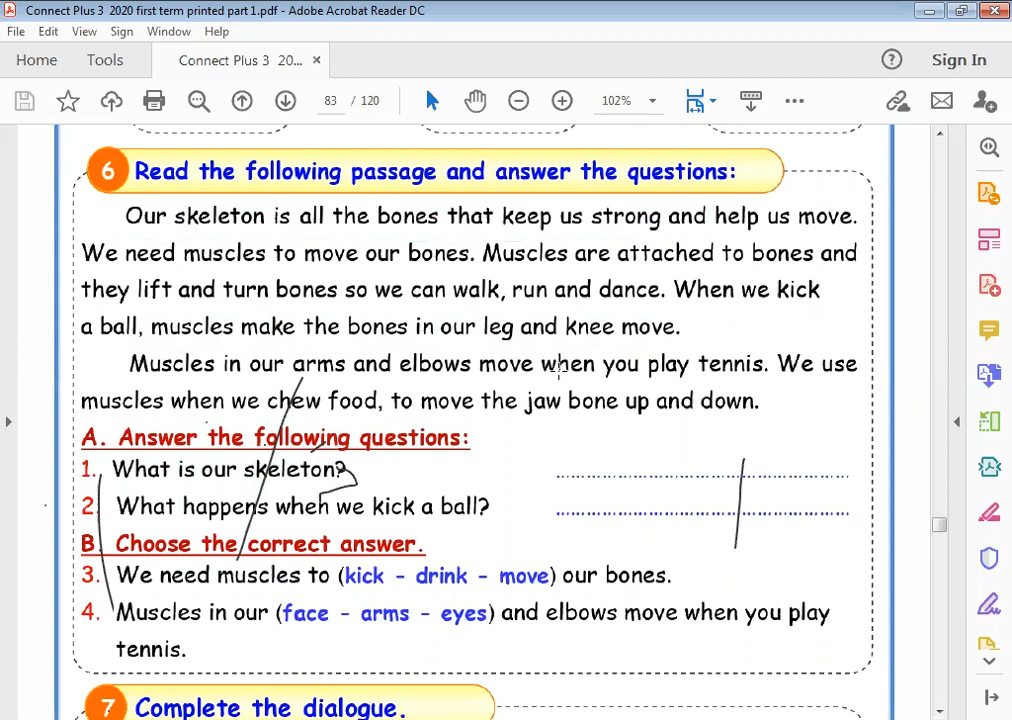 Connect Plus 3 2020 first term printed part 1.pdf - Adobe Acrobat Reader DC
File Edit View Sign Window Help
Home Tools Connect Plus 3 20... × Sign In
83 / 120 102%
6 Read the following passage and answer the questions:
Our skeleton is all the bones that keep us strong and help us move.
We need muscles to move our bones. Muscles are attached to bones and
they lift and turn bones so we can walk, run and dance. When we kick
a ball, muscles make the bones in our leg and knee move.
Muscles in our arms and elbows move when you play tennis. We use
muscles when we chew food, to move the jaw bone up and down.
A. Answer the following questions:
1. What is our skeleton?
2. What happens when we kick a ball?
B. Choose the correct answer.
3. We need muscles to (kick - drink - move) our bones.
4. Muscles in our (face - arms - eyes) and elbows move when you play
tennis.
7 Complete the dialogue.